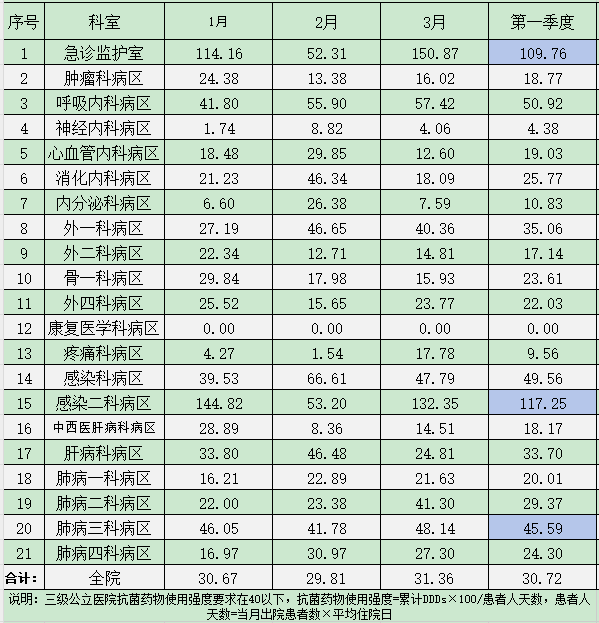 序号 科室 1月 2月 3月 第一季度
1 急诊监护室 114.16 52.31 150.87 109.76
2 肿瘤科病区 24.38 13.38 16.02 18.77
3 呼吸内科病区 41.80 55.90 57.42 50.92
4 神经内科病区 1.74 8.82 4.06 4.38
5 心血管内科病区 18.48 29.85 12.60 19.03
6 消化内科病区 21.23 46.34 18.09 25.77
7 内分泌科病区 6.60 26.38 7.59 10.83
8 外一科病区 27.19 46.65 40.36 35.06
9 外二科病区 22.34 12.71 14.81 17.14
10 骨一科病区 29.84 17.98 15.93 23.61
11 外四科病区 25.52 15.65 23.77 22.03
12 康复医学科病区 0.00 0.00 0.00 0.00
13 疼痛科病区 4.27 1.54 17.78 9.56
14 感染科病区 39.53 66.61 47.79 49.56
15 感染二科病区 144.82 53.20 132.35 117.25
16 中西医肝病科病区 28.89 8.36 14.51 18.17
17 肝病科病区 33.80 46.48 24.81 33.70
18 肺病一科病区 16.21 22.89 21.63 20.01
19 肺病二科病区 22.00 23.38 41.30 29.37
20 肺病三科病区 46.05 41.78 48.14 45.59
21 肺病四科病区 16.97 30.97 27.30 24.30
合计: 全院 30.67 29.81 31.36 30.72
说明：三级公立医院抗菌药物使用强度要求在40以下，抗菌药物使用强度=累计DDDs×100/患者人天数，患者人
天数=当月出院患者数×平均住院日